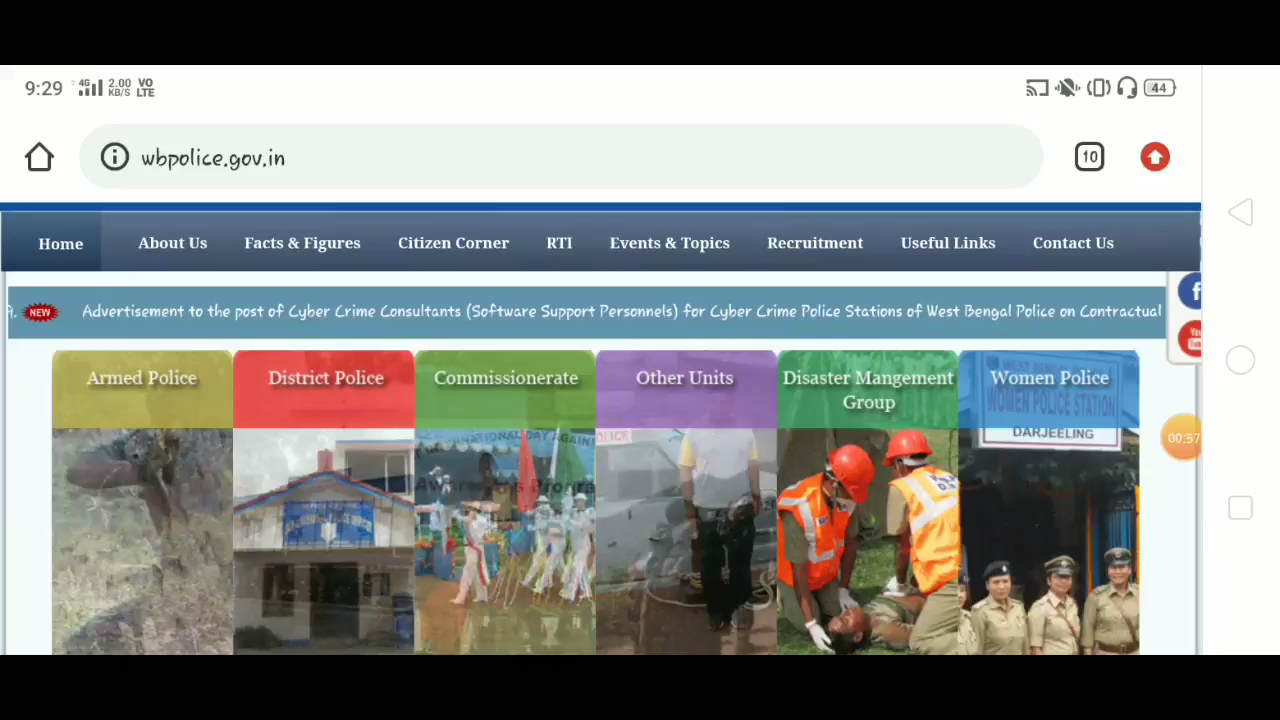 9:29 4G 2.00 KB/S VO LTE 44
wbpolice.gov.in 10
Home About Us Facts & Figures Citizen Corner RTI Events & Topics Recruitment Useful Links Contact Us
NEW Advertisement to the post of Cyber Crime Consultants (Software Support Personnels) for Cyber Crime Police Stations of West Bengal Police on Contractual
f
You
Armed Police District Police Commissionerate Other Units Disaster Mangement Group Women Police
WOMEN POLICE STATION
DARJEELING
00:57